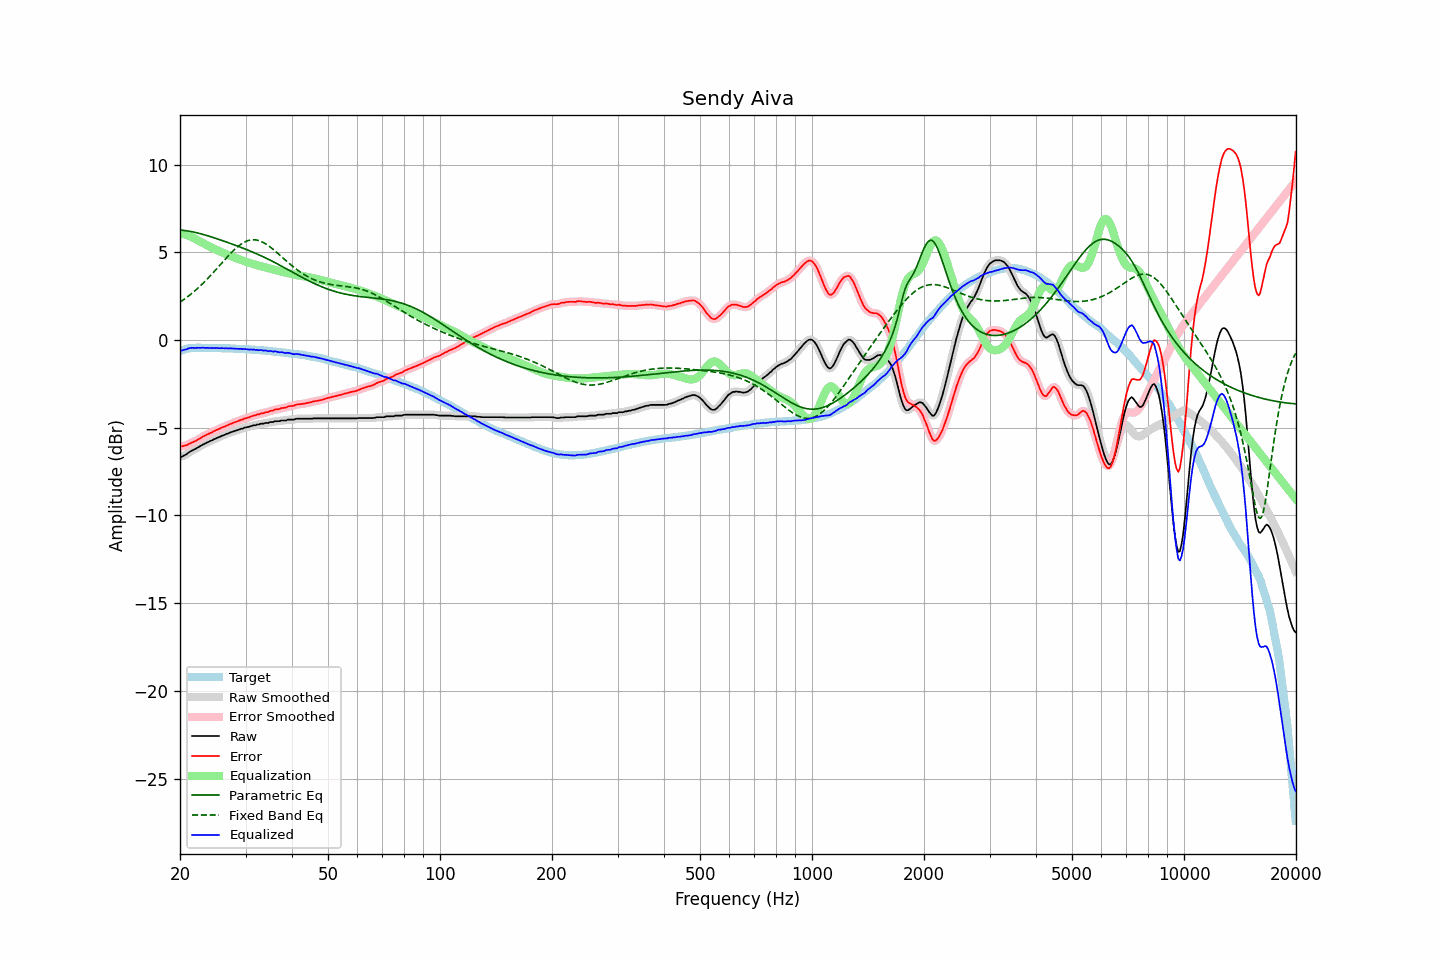 Sendy Aiva
Amplitude (dBr)
10
5
0
−5
−10
−15
−20
−25
Target
Raw Smoothed
Error Smoothed
Raw
Error
Equalization
Parametric Eq
Fixed Band Eq
Equalized
20 50 100 200 500 1000 2000 5000 10000 20000
Frequency (Hz)